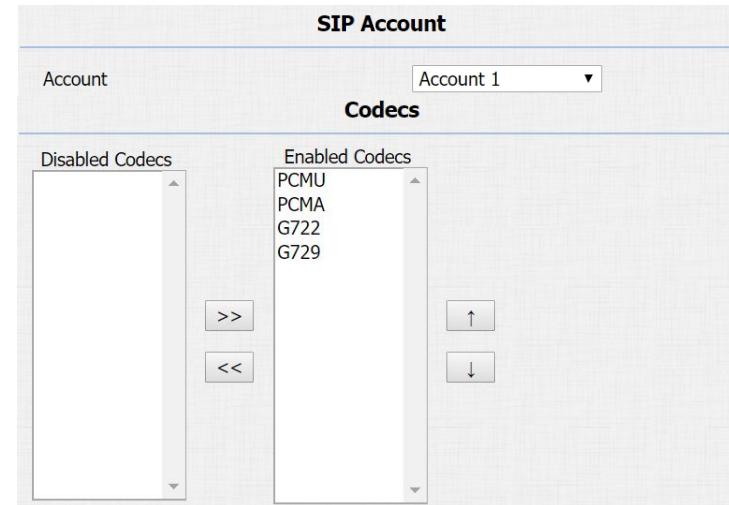 SIP Account
Account Account 1
Codecs
Disabled Codecs Enabled Codecs
PCMU
PCMA
G722
G729
>> ↑
<< ↓